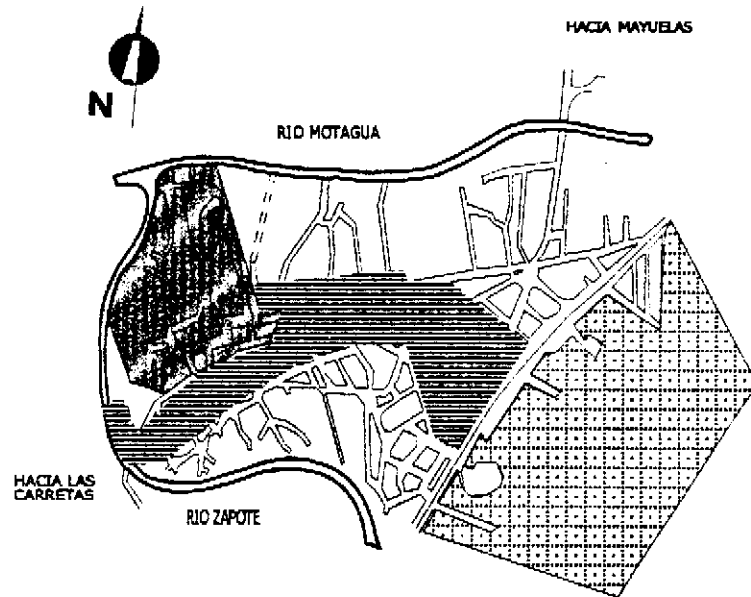 HACIA MAYUELAS
N
RIO MOTAGUA
HACIA LAS
CARRETAS
RIO ZAPOTE